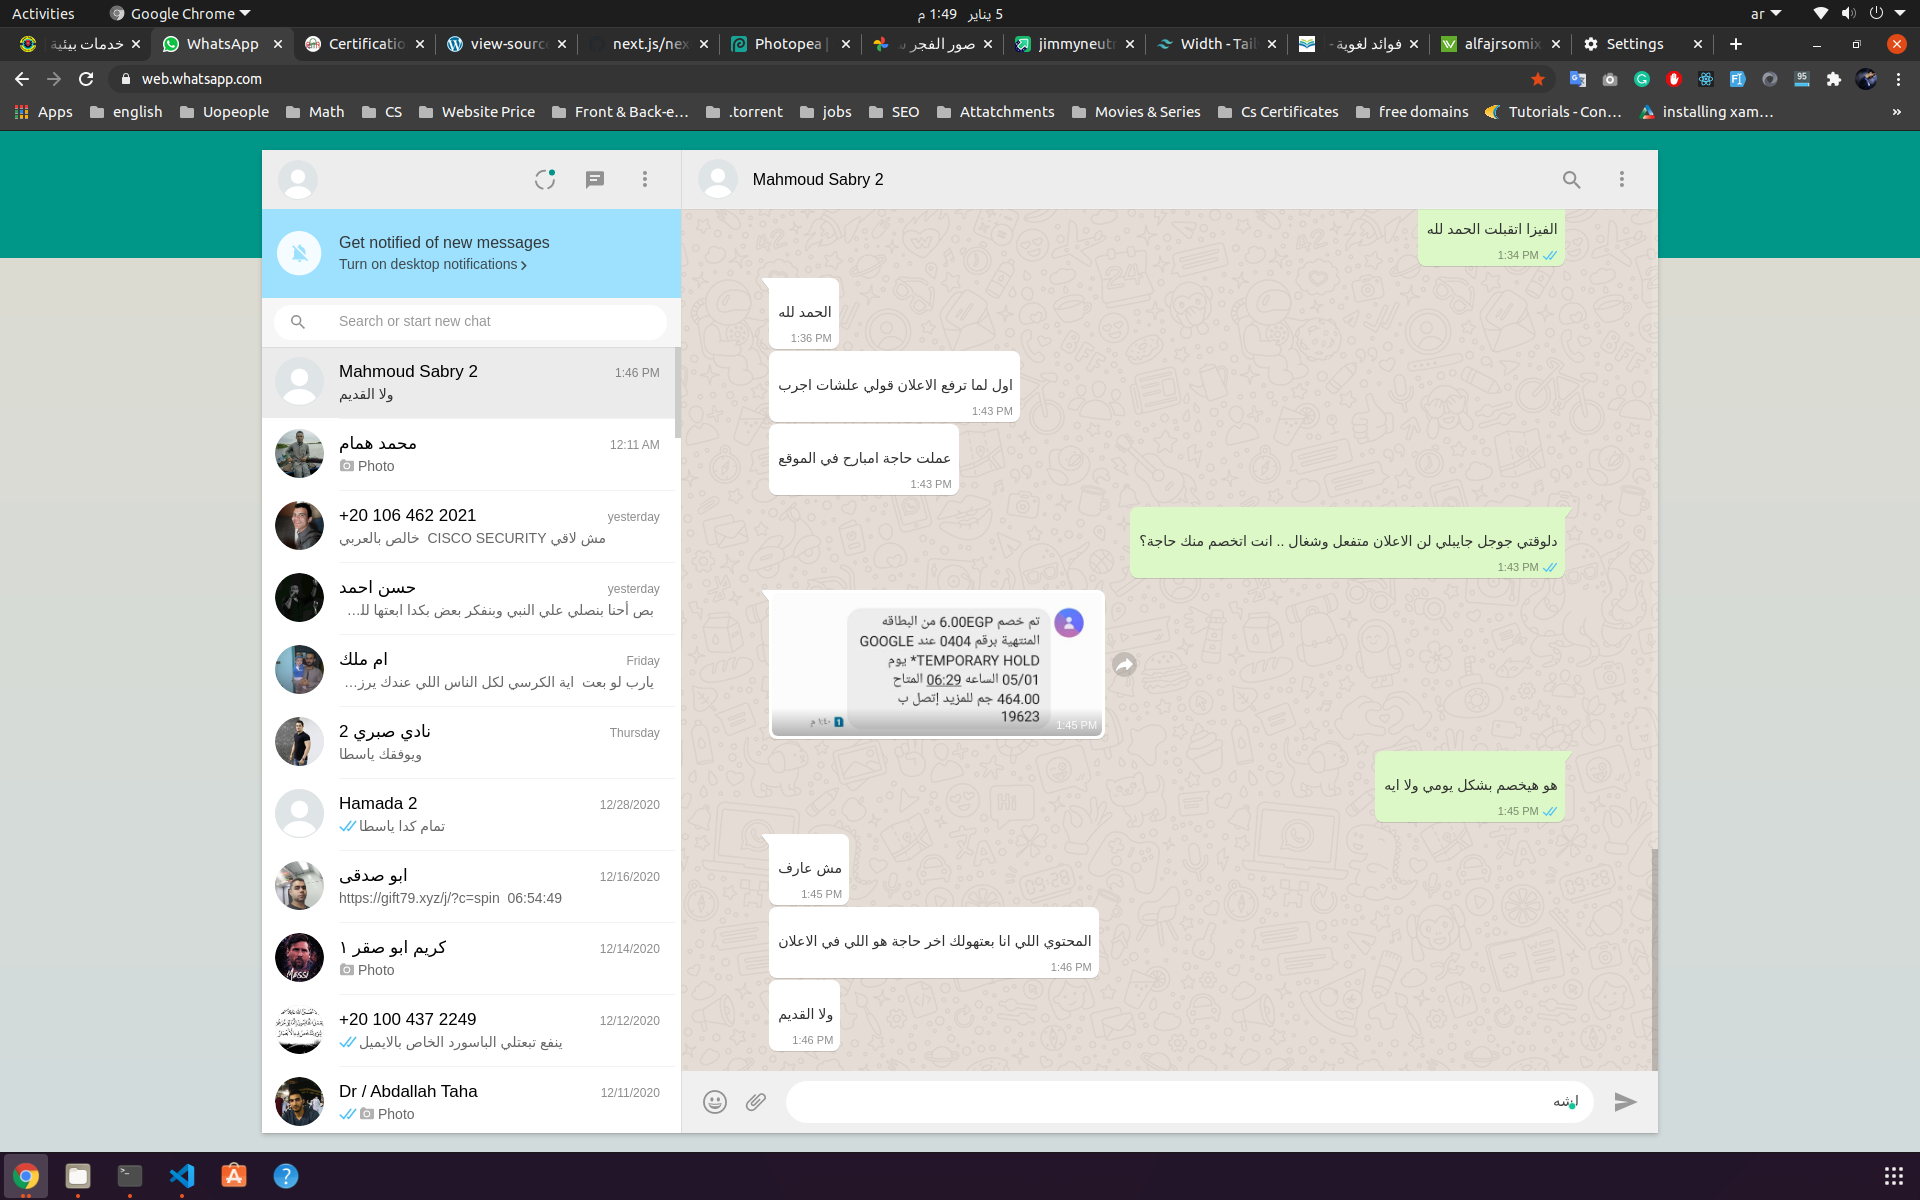 Activities
Google Chrome
5 يناير 1:49 م
ar
خدمات بيئية
WhatsApp
Certificatio
view-source
next.js/nex
Photopea |
صور الفجر س
jimmyneutr
Width - Tail
فوائد لغوية -
alfajrsomix
Settings
web.whatsapp.com
95
Apps
english
Uopeople
Math
CS
Website Price
Front & Back-e...
.torrent
jobs
SEO
Attatchments
Movies & Series
Cs Certificates
free domains
Tutorials - Con...
installing xam...
»
Get notified of new messages
Turn on desktop notifications
Search or start new chat
Mahmoud Sabry 2
1:46 PM
ولا القديم
محمد همام
12:11 AM
Photo
+20 106 462 2021
yesterday
مش لاقي CISCO SECURITY خالص بالعربي
حسن احمد
yesterday
بص أحنا بنصلي علي النبي وبنفكر بعض بكدا ابعتها لل...
ام ملك
Friday
يارب لو بعت اية الكرسي لكل الناس اللي عندك يرز...
نادي صبري 2
Thursday
ويوفقك ياسطا
Hamada 2
12/28/2020
تمام كدا ياسطا
ابو صدقى
12/16/2020
https://gift79.xyz/j/?c=spin 06:54:49
كريم ابو صقر ١
12/14/2020
Photo
+20 100 437 2249
12/12/2020
ينفع تبعتلي الباسورد الخاص بالايميل
Dr / Abdallah Taha
12/11/2020
Photo
Mahmoud Sabry 2
الفيزا اتقبلت الحمد لله
1:34 PM
الحمد لله
1:36 PM
اول لما ترفع الاعلان قولي علشات اجرب
1:43 PM
عملت حاجة امبارح في الموقع
1:43 PM
دلوقتي جوجل جايبلي لن الاعلان متفعل وشغال .. انت اتخصم منك حاجة؟
1:43 PM
تم خصم 6.00EGP من البطاقه
المنتهية برقم 0404 عند GOOGLE
*TEMPORARY HOLD يوم
05/01 الساعه 06:29 المتاح
464.00 جم للمزيد إتصل ب
19623
1 ١:٤٠ م
1:45 PM
هو هيخصم بشكل يومي ولا ايه
1:45 PM
مش عارف
1:45 PM
المحتوي اللي انا بعتهولك اخر حاجة هو اللي في الاعلان
1:46 PM
ولا القديم
1:46 PM